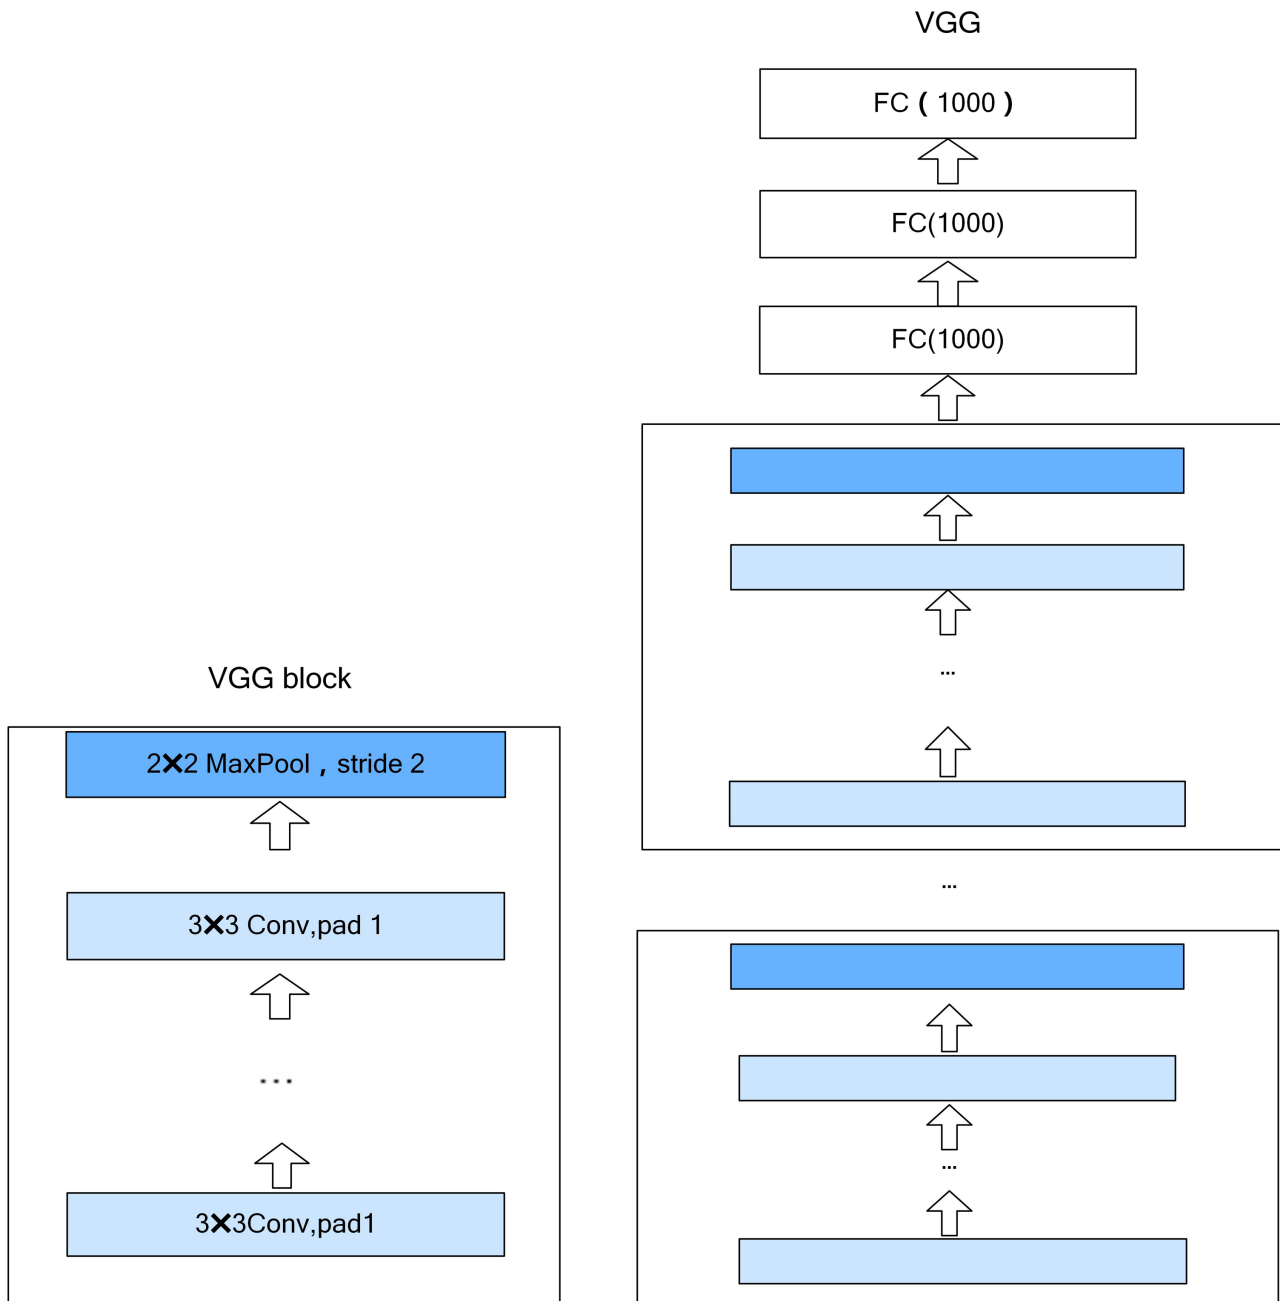 VGG
FC（1000）
FC(1000)
FC(1000)
...
...
...
VGG block
2✕2 MaxPool，stride 2
3✕3 Conv,pad 1
...
3✕3Conv,pad1